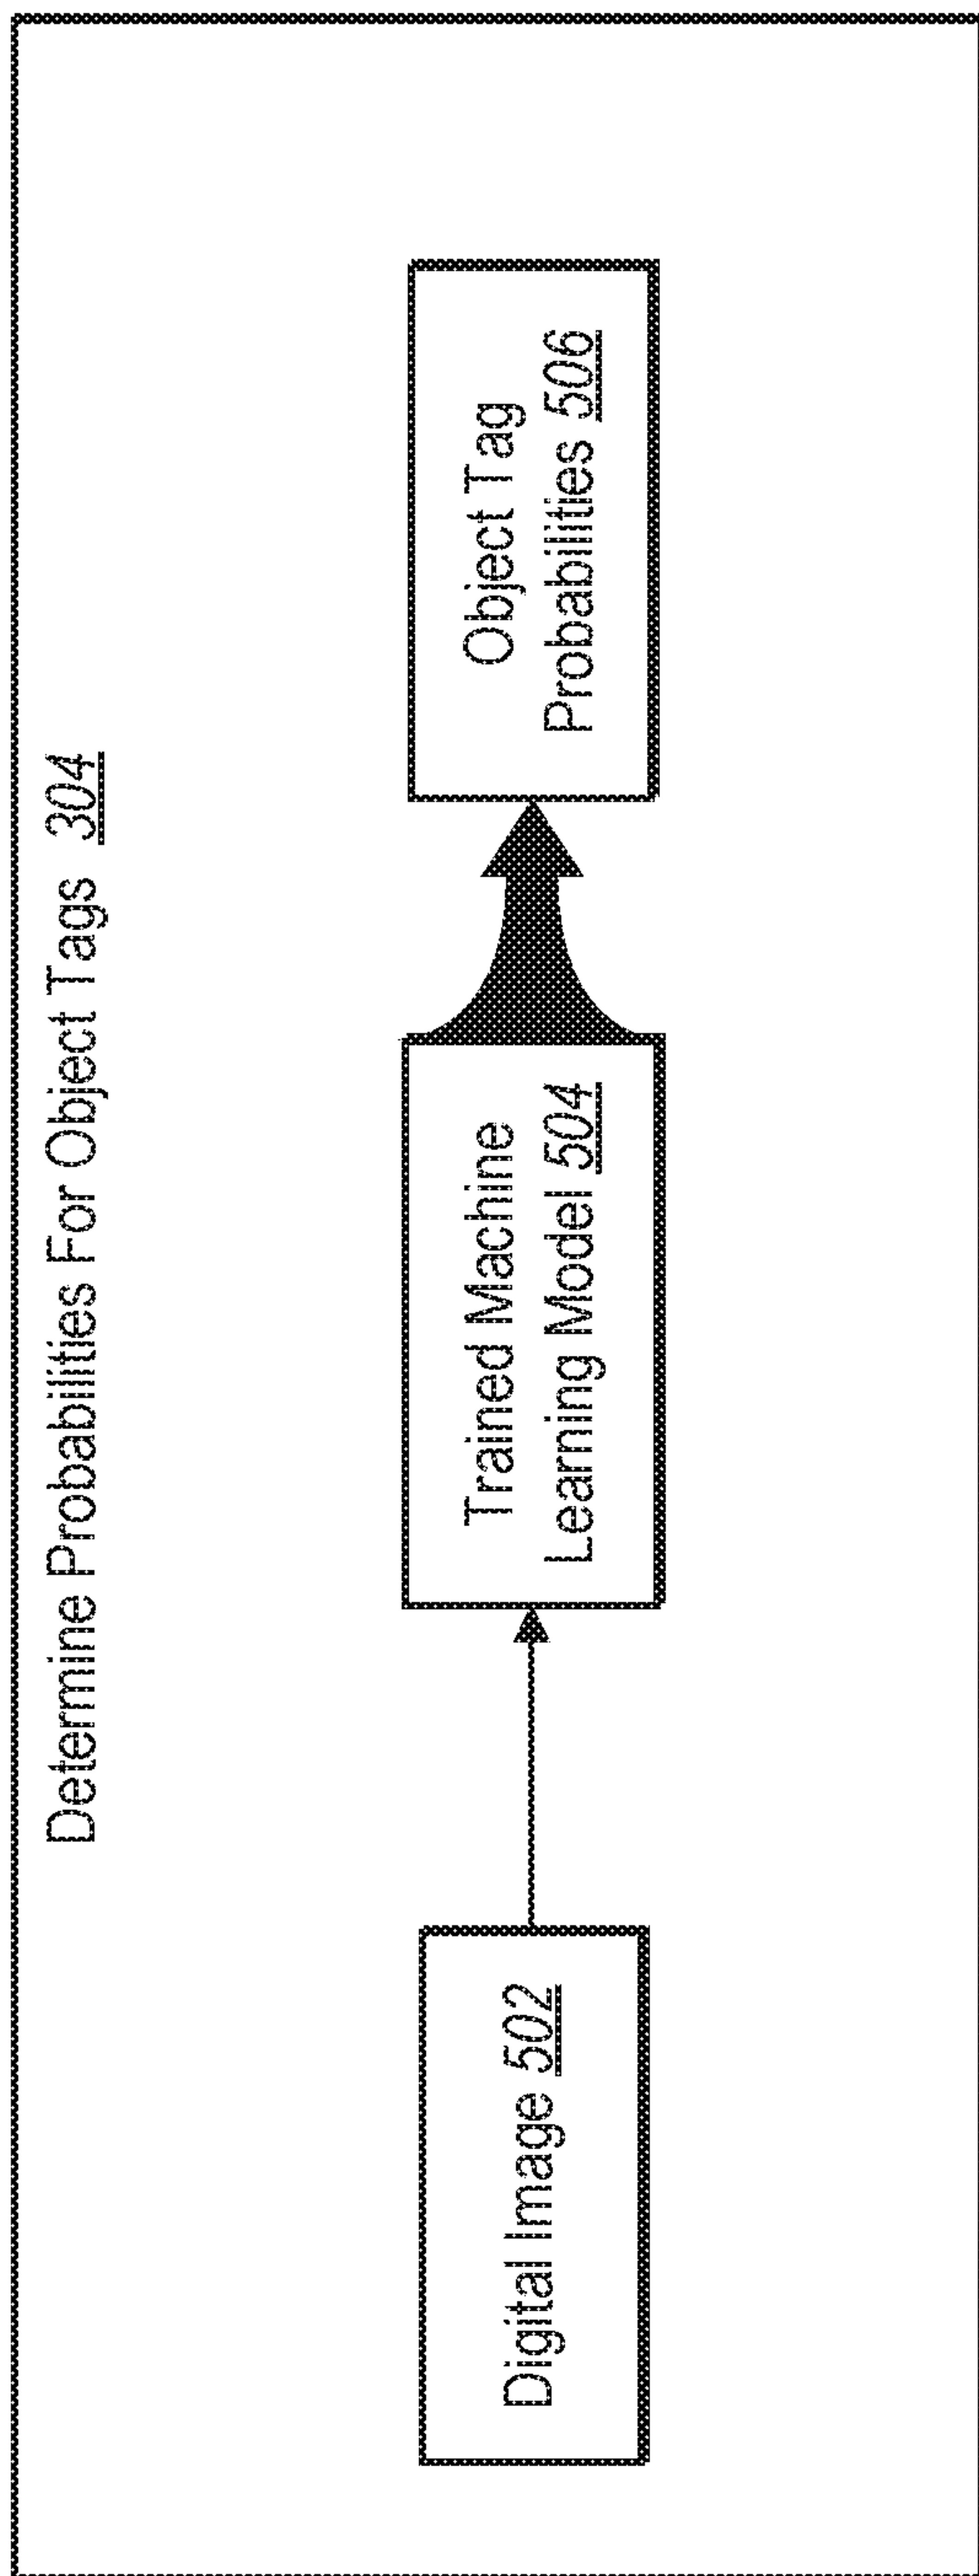 Determine Probabilities For Object Tags 304
Digital Image 502
Trained Machine
Learning Model 504
Object Tag
Probabilities 506